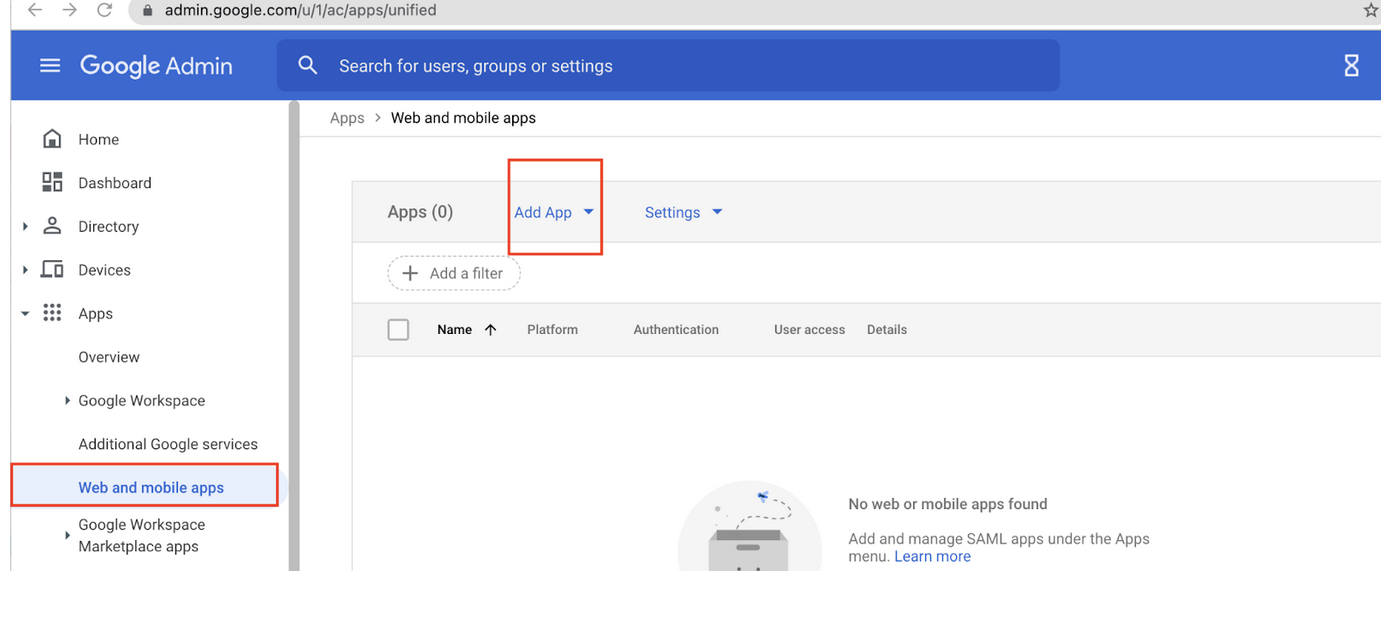 admin.google.com/u/1/ac/apps/unified
Google Admin
Search for users, groups or settings
Home
Dashboard
Directory
Devices
Apps
Overview
Google Workspace
Additional Google services
Web and mobile apps
Google Workspace
Marketplace apps
Apps > Web and mobile apps
Apps (0) Add App Settings
Add a filter
Name Platform Authentication User access Details
No web or mobile apps found
Add and manage SAML apps under the Apps
menu. Learn more